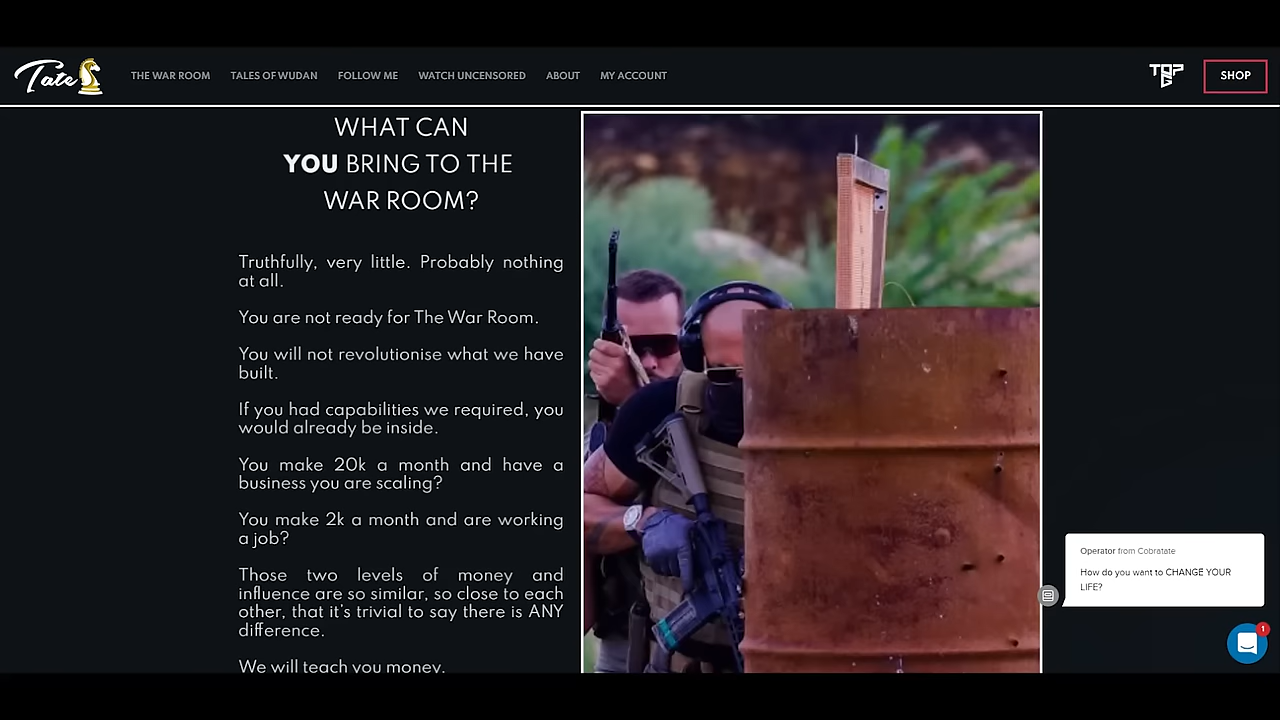 Tate
THE WAR ROOM
TALES OF WUDAN
FOLLOW ME
WATCH UNCENSORED
ABOUT
MY ACCOUNT
TOP G
SHOP
WHAT CAN
YOU BRING TO THE
WAR ROOM?
Truthfully, very little. Probably nothing
at all.
You are not ready for The War Room.
You will not revolutionise what we have
built.
If you had capabilities we required, you
would already be inside.
You make 20k a month and have a
business you are scaling?
You make 2k a month and are working
a job?
Those two levels of money and
influence are so similar, so close to each
other, that it's trivial to say there is ANY
difference.
We will teach you money.
Operator from Cobratate
How do you want to CHANGE YOUR
LIFE?
1